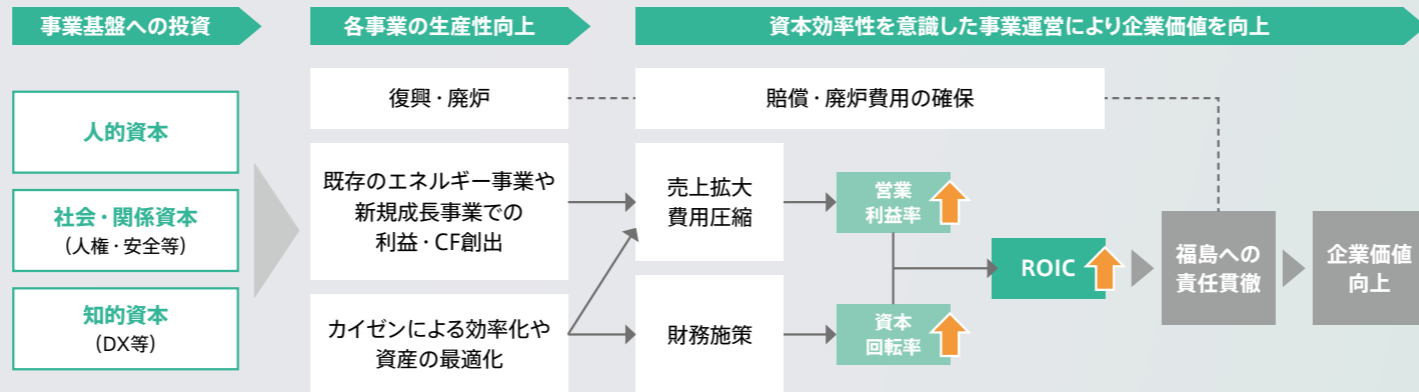 事業基盤への投資
各事業の生産性向上
資本効率性を意識した事業運営により企業価値を向上
人的資本
社会・関係資本
(人権・安全等)
知的資本
(DX等)
復興・廃炉
既存のエネルギー事業や
新規成長事業での
利益・CF創出
カイゼンによる効率化や
資産の最適化
賠償・廃炉費用の確保
売上拡大
費用圧縮
財務施策
営業
利益率
資本
回転率
ROIC
福島への
責任貫徹
企業価値
向上